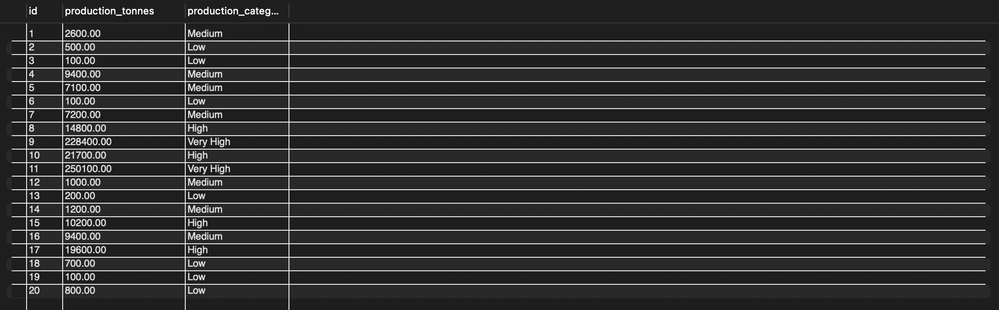 id production_tonnes production_categ...
1 2600.00 Medium
2 500.00 Low
3 100.00 Low
4 9400.00 Medium
5 7100.00 Medium
6 100.00 Low
7 7200.00 Medium
8 14800.00 High
9 228400.00 Very High
10 21700.00 High
11 250100.00 Very High
12 1000.00 Medium
13 200.00 Low
14 1200.00 Medium
15 10200.00 High
16 9400.00 Medium
17 19600.00 High
18 700.00 Low
19 100.00 Low
20 800.00 Low